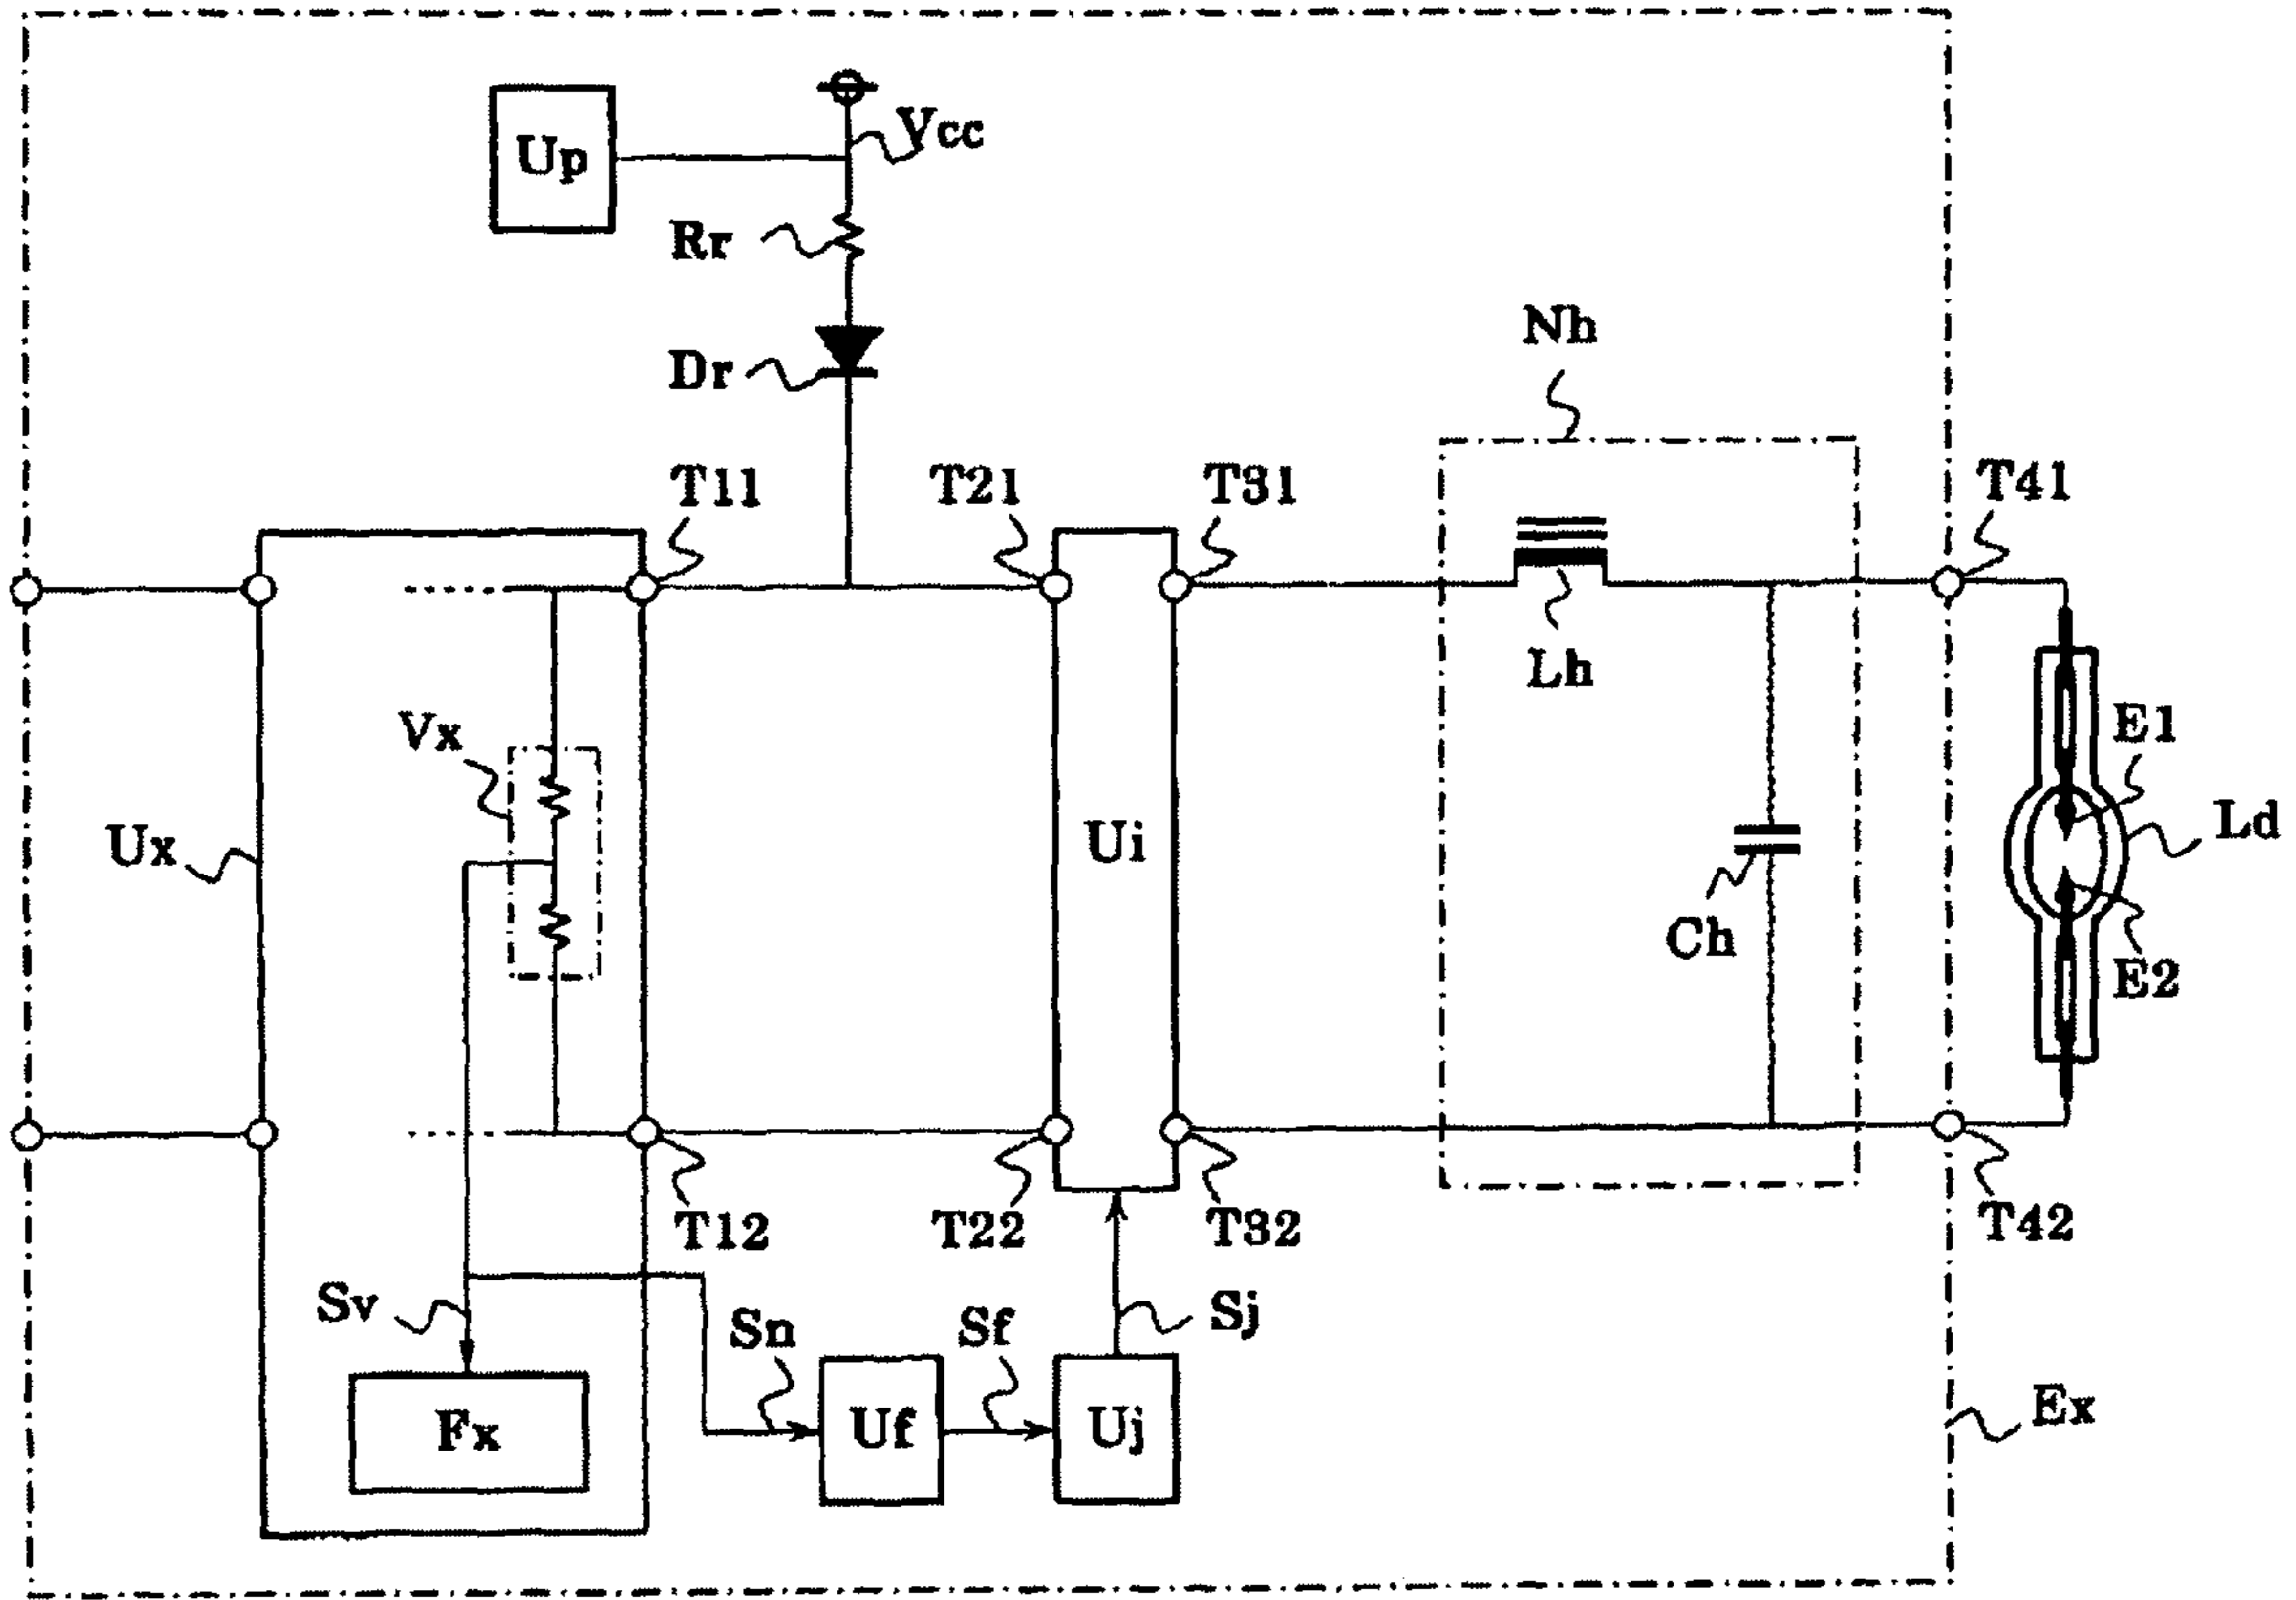 Up
Vcc
Rr
Nh
Dr
T11
T21
T31
T41
Lh
E1
Vx
Ux
Ui
Ld
Ch
E2
T12
T22
T32
T42
Sv
Sn
Sf
Sj
Fx
Uf
Uj
Ex